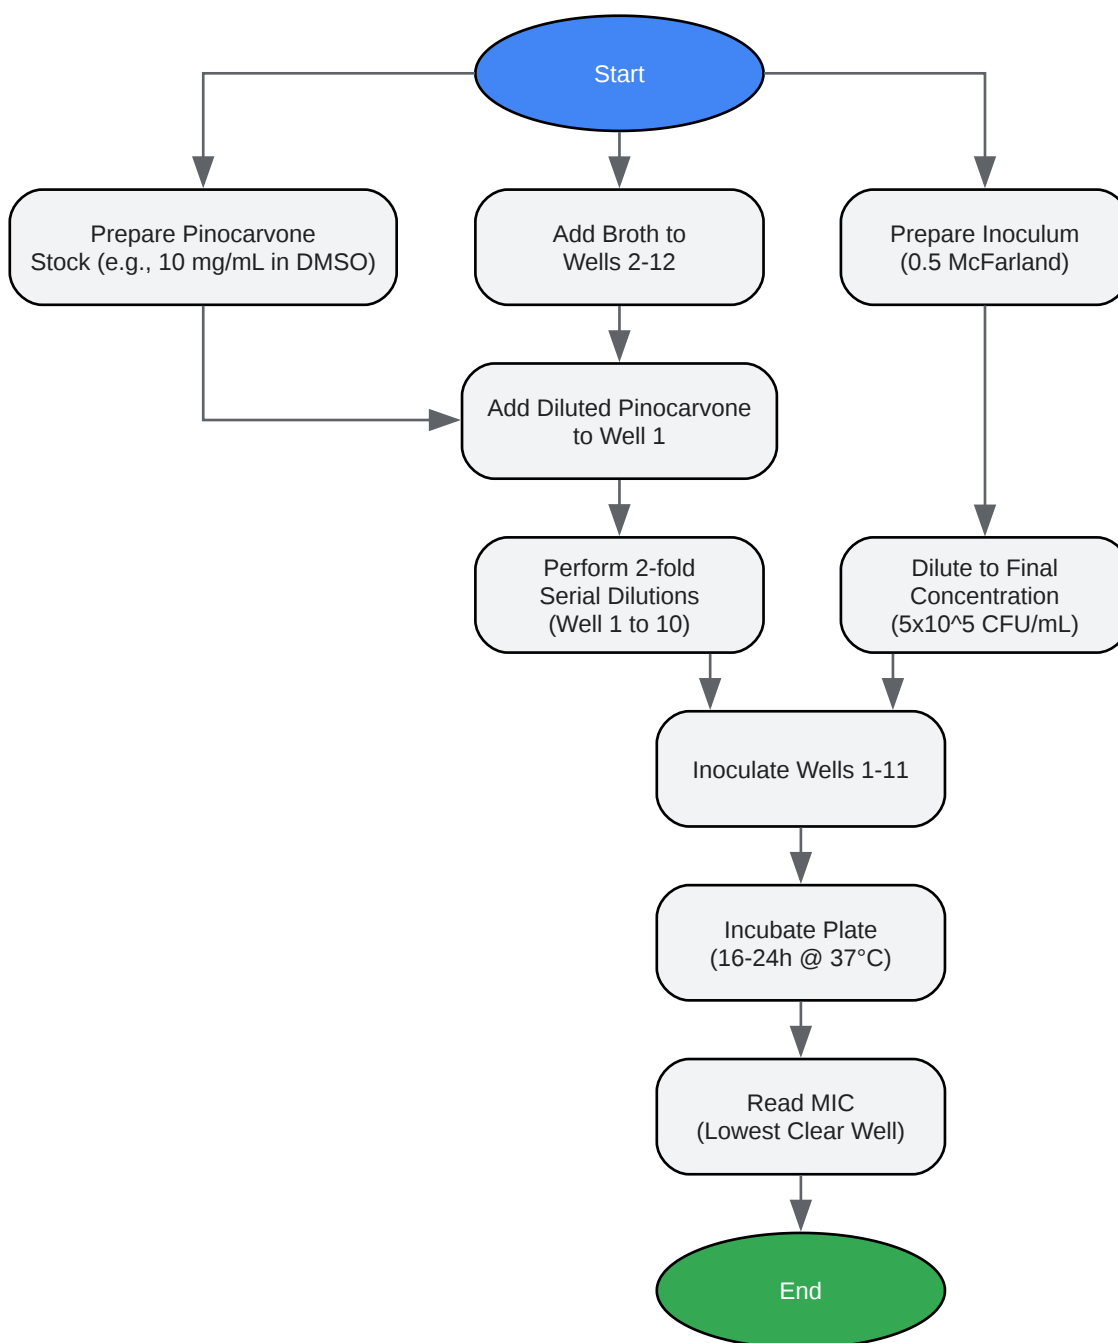 Start
Prepare Pinocarvone
Stock (e.g., 10 mg/mL in DMSO)
Add Broth to
Wells 2-12
Prepare Inoculum
(0.5 McFarland)
Add Diluted Pinocarvone
to Well 1
Perform 2-fold
Serial Dilutions
(Well 1 to 10)
Dilute to Final
Concentration
(5x10^5 CFU/mL)
Inoculate Wells 1-11
Incubate Plate
(16-24h @ 37°C)
Read MIC
(Lowest Clear Well)
End